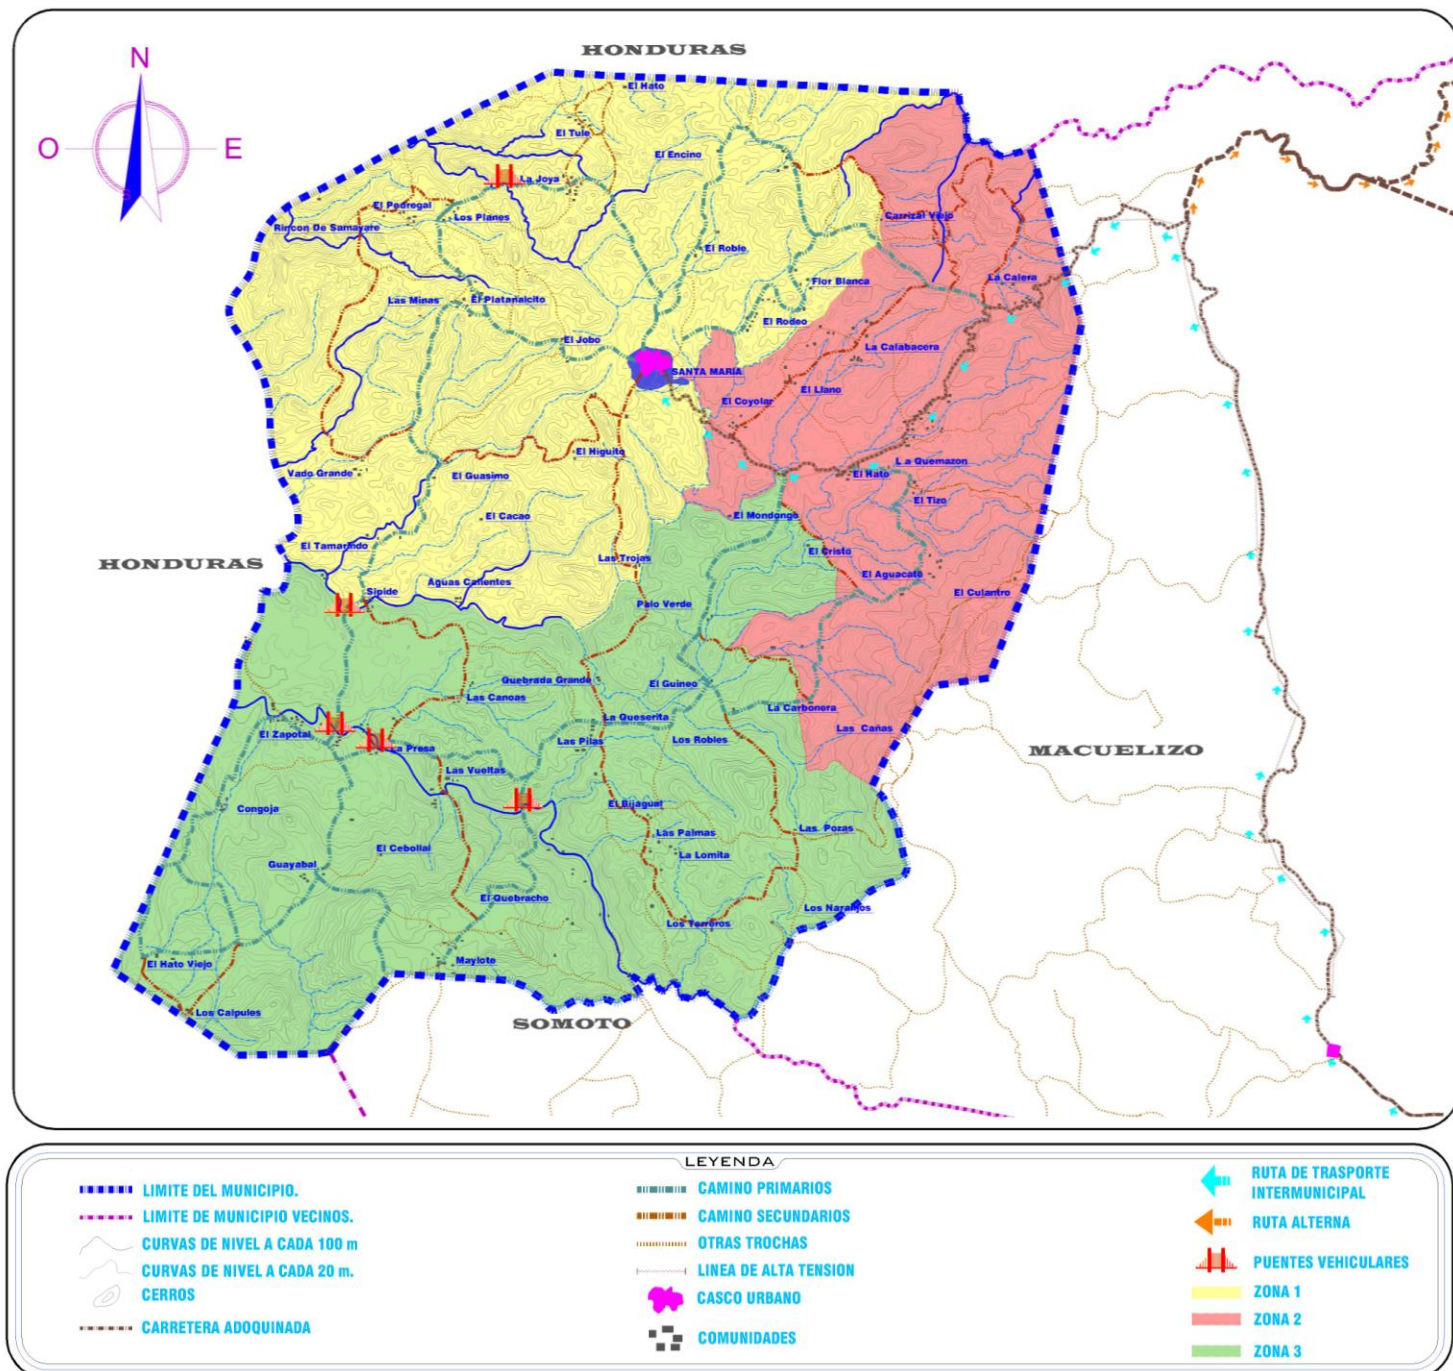 HONDURAS
N
O
E
El Hato
El Tule
El Encino
La Joya
El Pedregal
Los Planes
Rincon De Samayare
Carrizal Viejo
El Roble
Flor Blanca
La Calera
Las Minas
El Platanalcito
El Rodeo
El Jobo
La Calabacera
SANTA MARIA
El Llano
El Coyolar
El Higuito
L a Quemazon
Vado Grande
El Guasimo
El Hato
El Tizo
El Cacao
El Mondongo
El Tamarindo
El Cristo
HONDURAS
Las Trojas
El Aguacate
Sipide
Aguas Calientes
El Culantro
Palo Verde
Quebrada Grande
El Guineo
Las Canoas
La Carbonera
La Queserita
Las Cañas
El Zapotal
La Presa
Las Pilas
Los Robles
MACUELIZO
Las Vueltas
Congoja
El Bijagual
Las Palmas
Las Pozas
El Cebollal
La Lomita
Guayabal
El Quebracho
Los Naranjos
Los Terreros
El Hato Viejo
Maylote
Los Calpules
SOMOTO
LEYENDA
LIMITE DEL MUNICIPIO.
LIMITE DE MUNICIPIO VECINOS.
CURVAS DE NIVEL A CADA 100 m
CURVAS DE NIVEL A CADA 20 m.
CERROS
CARRETERA ADOQUINADA
CAMINO PRIMARIOS
CAMINO SECUNDARIOS
OTRAS TROCHAS
LINEA DE ALTA TENSION
CASCO URBANO
COMUNIDADES
RUTA DE TRASPORTE
INTERMUNICIPAL
RUTA ALTERNA
PUENTES VEHICULARES
ZONA 1
ZONA 2
ZONA 3